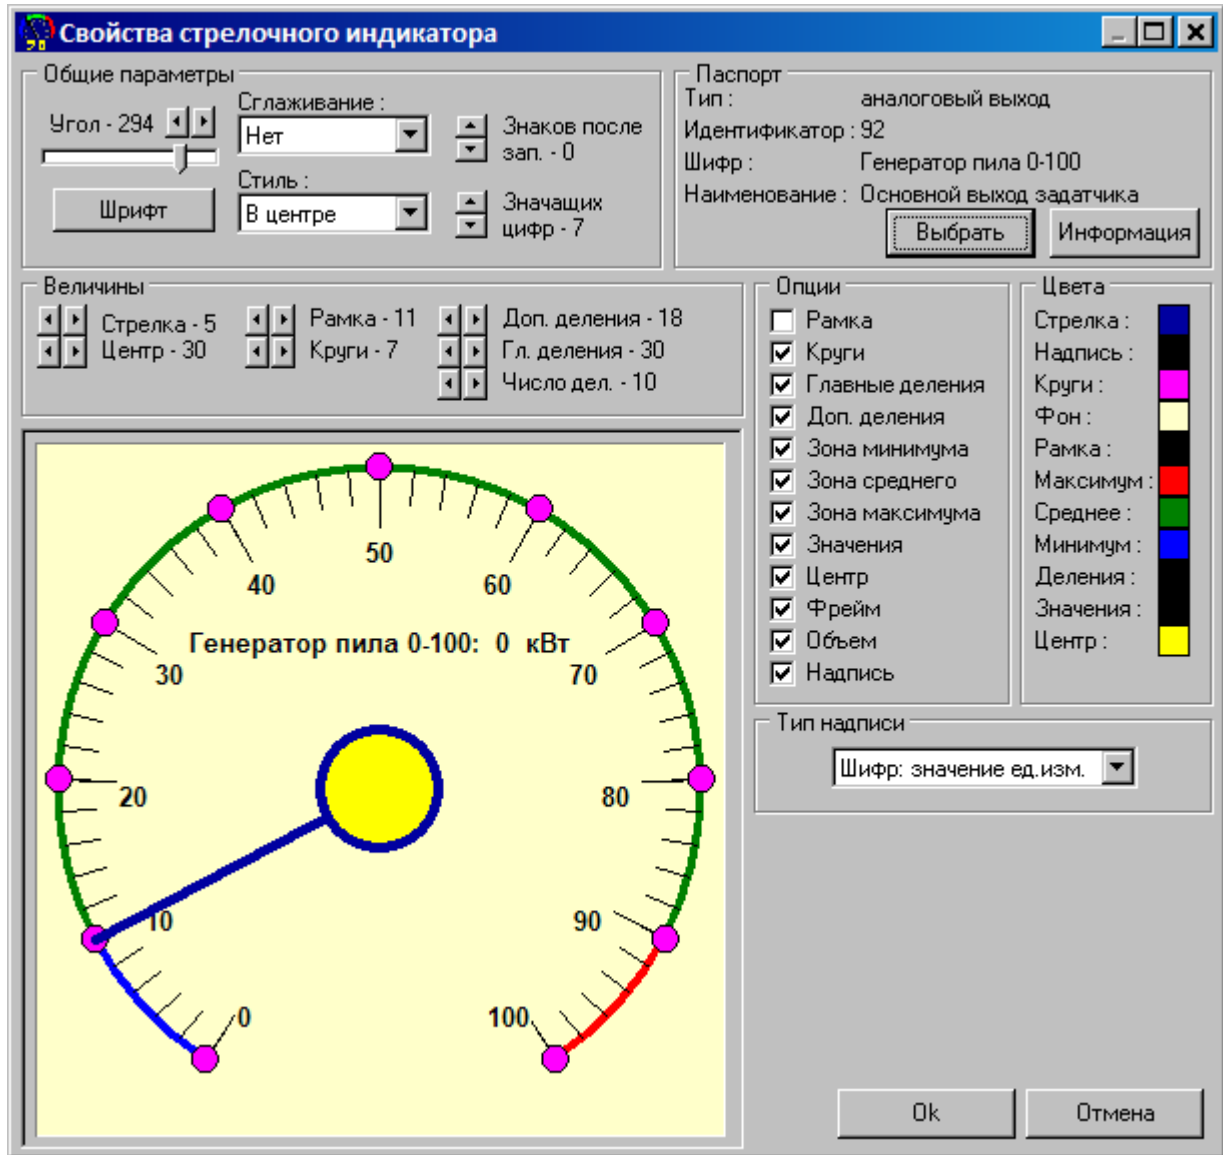 Свойства стрелочного индикатора
Общие параметры
Угол - 294
Сглаживание :
Нет
Знаков после
зап. - 0
Шрифт
Стиль :
В центре
Значащих
цифр - 7
Паспорт
Тип : аналоговый выход
Идентификатор : 92
Шифр : Генератор пила 0-100
Наименование : Основной выход задатчика
Выбрать
Информация
Величины
Стрелка - 5
Центр - 30
Рамка - 11
Круги - 7
Доп. деления - 18
Гл. деления - 30
Число дел. - 10
Опции
Рамка
Круги
Главные деления
Доп. деления
Зона минимума
Зона среднего
Зона максимума
Значения
Центр
Фрейм
Объем
Надпись
Цвета
Стрелка :
Надпись :
Круги :
Фон :
Рамка :
Максимум :
Среднее :
Минимум :
Деления :
Значения :
Центр :
50
40
60
Генератор пила 0-100: 0 кВт
30
70
20
80
10
90
0
100
Тип надписи
Шифр: значение ед.изм.
Ok
Отмена